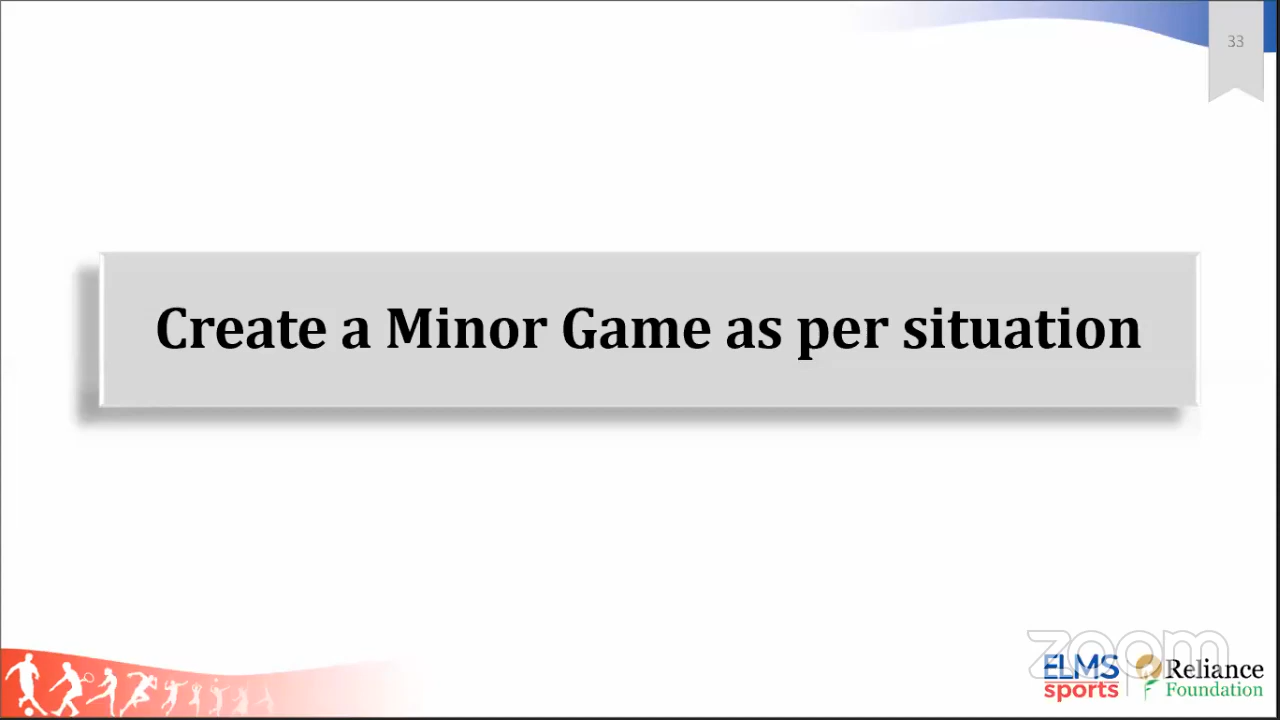 33
Create a Minor Game as per situation
zoom
ELMS
sports
Reliance
Foundation